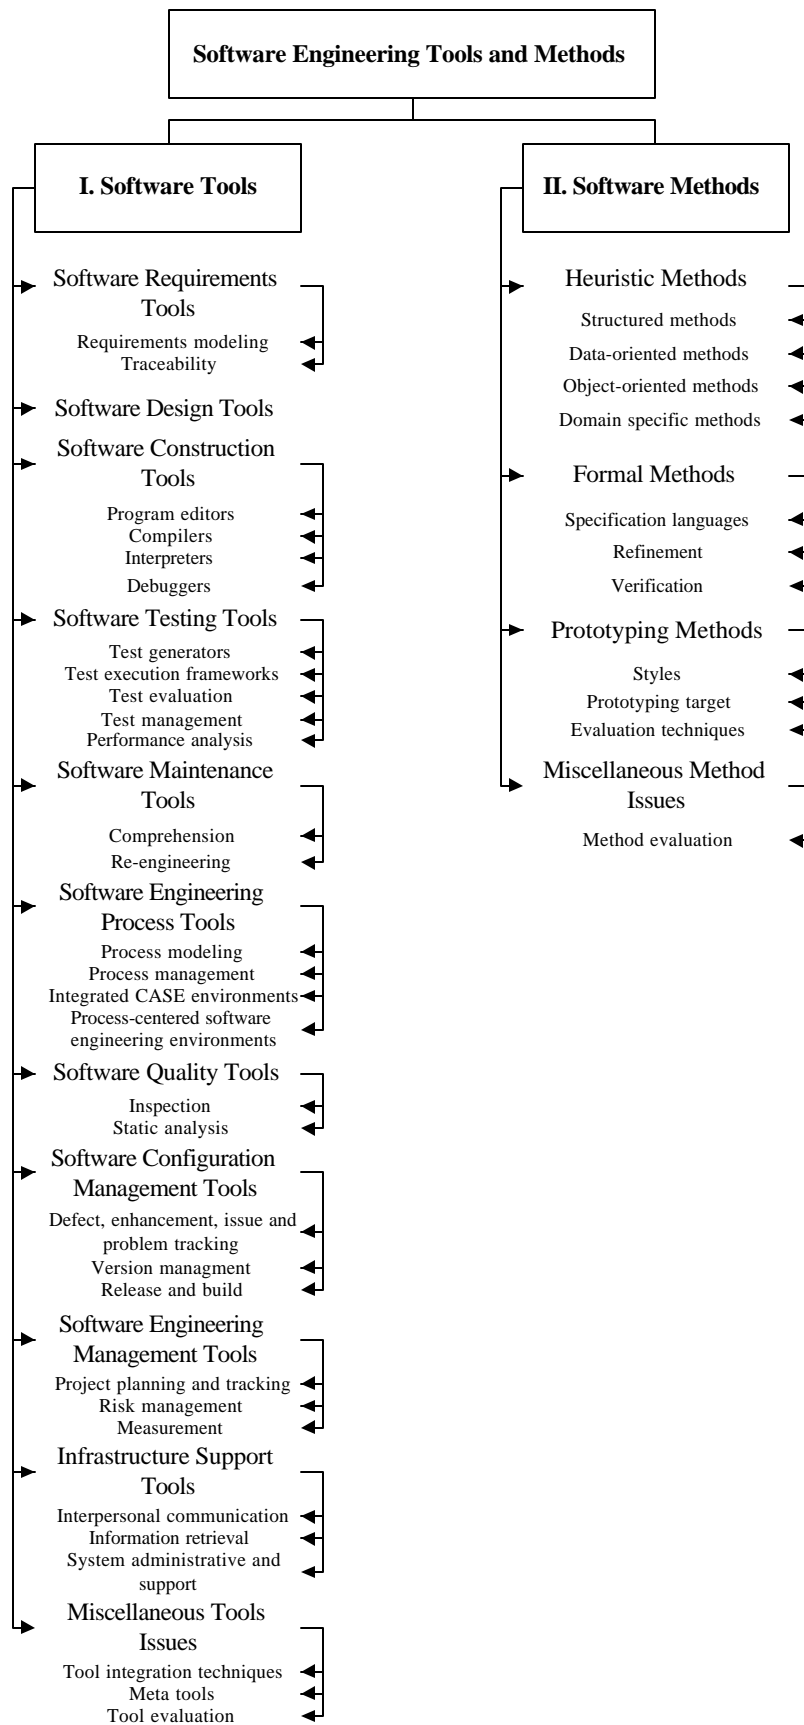 Software Engineering Tools and Methods
I. Software Tools
Software Requirements
Tools
Requirements modeling
Traceability
Software Design Tools
Software Construction
Tools
Program editors
Compilers
Interpreters
Debuggers
Software Testing Tools
Test generators
Test execution frameworks
Test evaluation
Test management
Performance analysis
Software Maintenance
Tools
Comprehension
Re-engineering
Software Engineering
Process Tools
Process modeling
Process management
Integrated CASE environments
Process-centered software
engineering environments
Software Quality Tools
Inspection
Static analysis
Software Configuration
Management Tools
Defect, enhancement, issue and
problem tracking
Version managment
Release and build
Software Engineering
Management Tools
Project planning and tracking
Risk management
Measurement
Infrastructure Support
Tools
Interpersonal communication
Information retrieval
System administrative and
support
Miscellaneous Tools
Issues
Tool integration techniques
Meta tools
Tool evaluation
II. Software Methods
Heuristic Methods
Structured methods
Data-oriented methods
Object-oriented methods
Domain specific methods
Formal Methods
Specification languages
Refinement
Verification
Prototyping Methods
Styles
Prototyping target
Evaluation techniques
Miscellaneous Method
Issues
Method evaluation